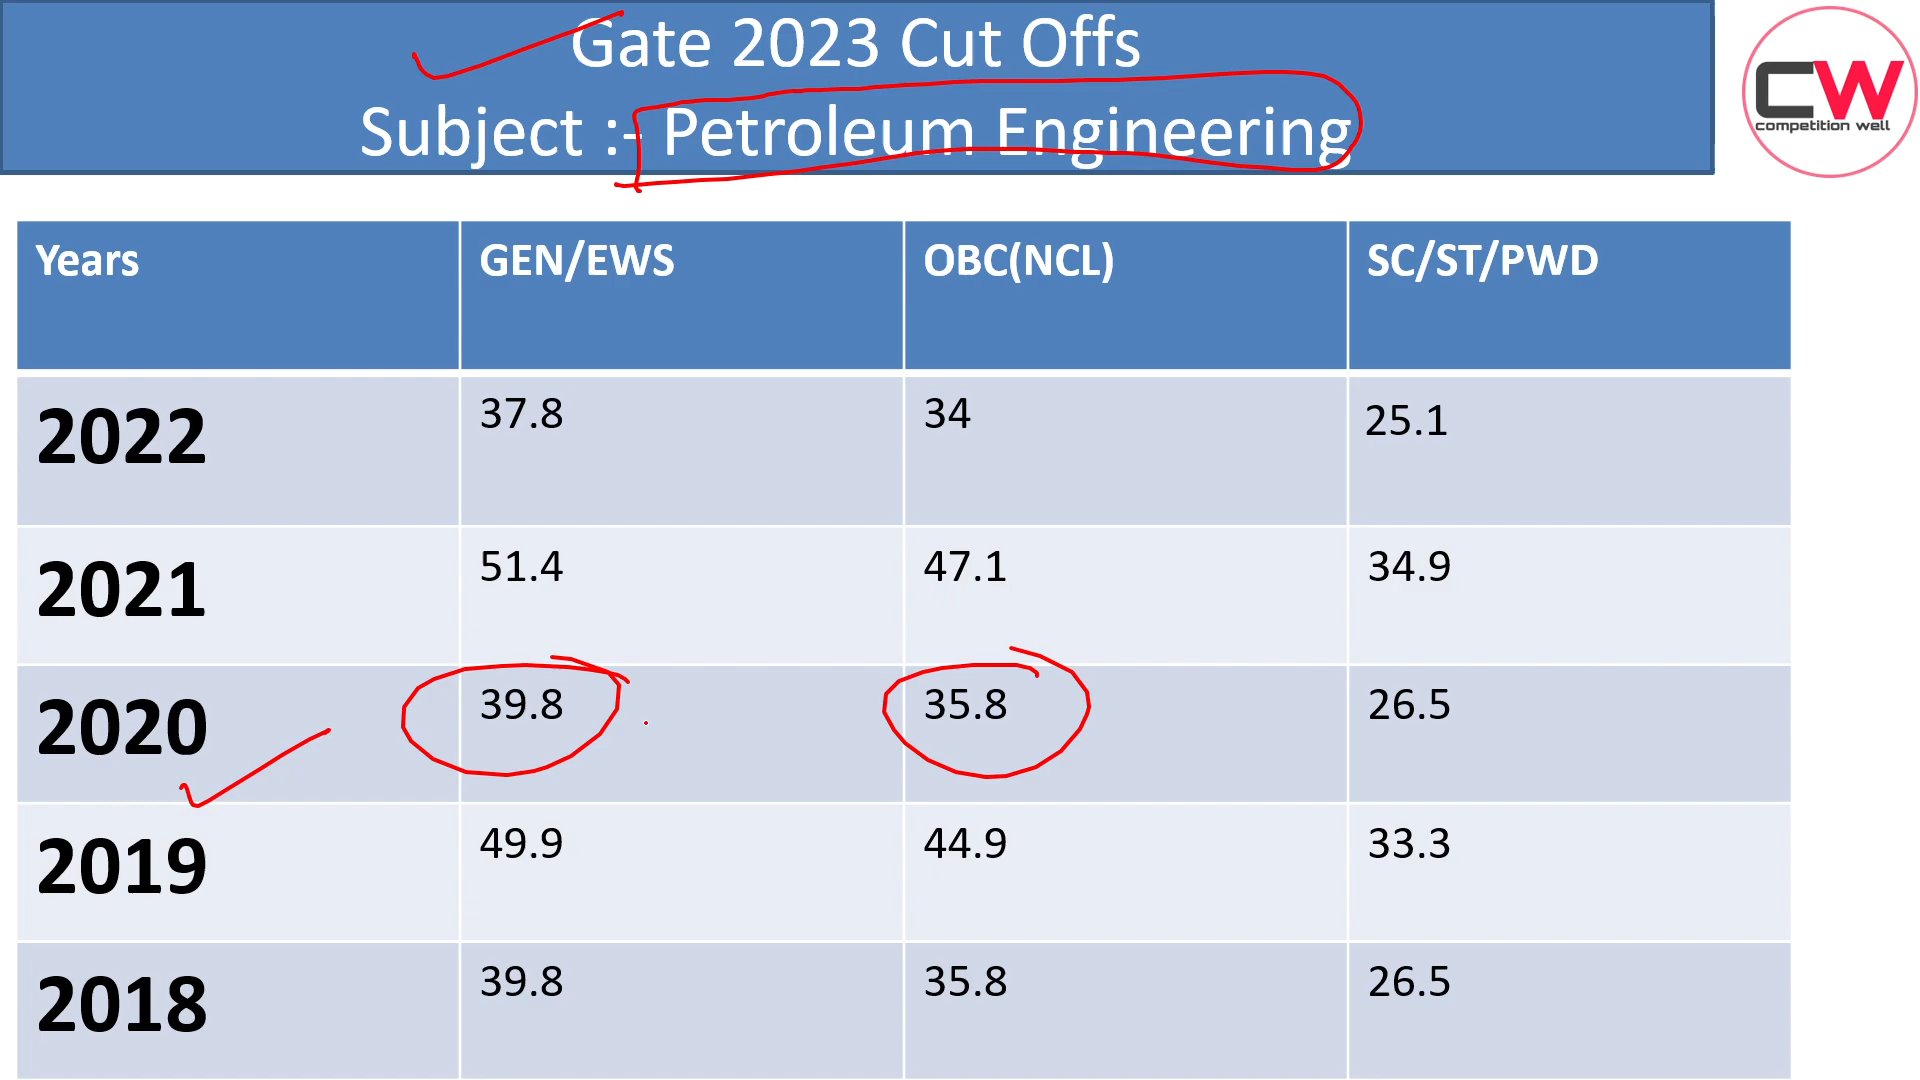 Gate 2023 Cut Offs
Subject :- Petroleum Engineering
CW
competition well
Years GEN/EWS OBC(NCL) SC/ST/PWD
2022 37.8 34 25.1
2021 51.4 47.1 34.9
2020 39.8 35.8 26.5
2019 49.9 44.9 33.3
2018 39.8 35.8 26.5